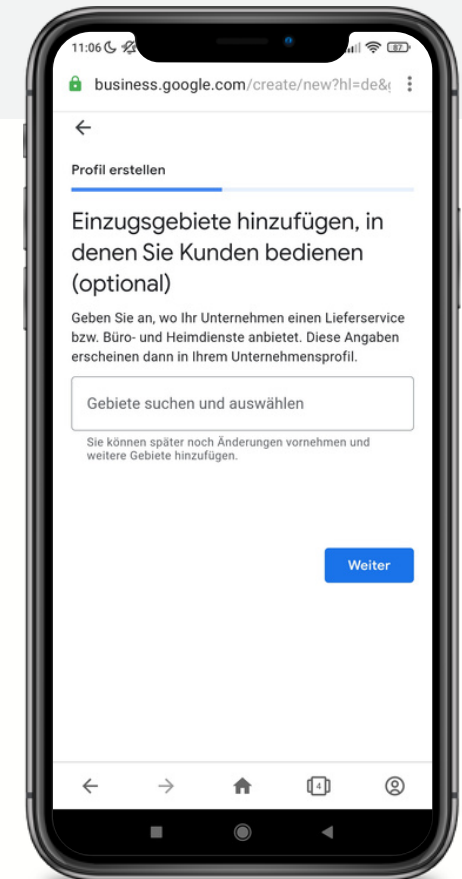 11:06
87
business.google.com/create/new?hl=de&
Profil erstellen
Einzugsgebiete hinzufügen, in
denen Sie Kunden bedienen
(optional)
Geben Sie an, wo Ihr Unternehmen einen Lieferservice
bzw. Büro- und Heimdienste anbietet. Diese Angaben
erscheinen dann in Ihrem Unternehmensprofil.
Gebiete suchen und auswählen
Sie können später noch Änderungen vornehmen und
weitere Gebiete hinzufügen.
Weiter
4